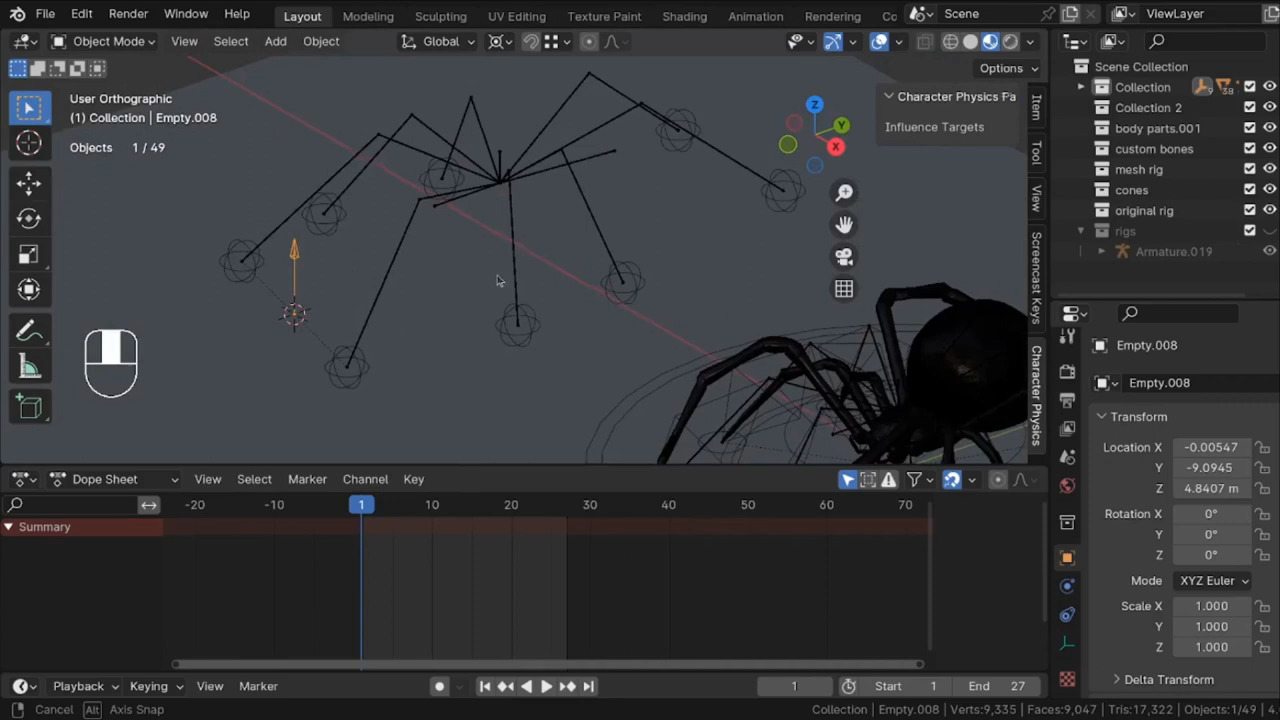 File Edit Render Window Help Layout Modeling Sculpting UV Editing Texture Paint Shading Animation Rendering Co Scene ViewLayer
Object Mode View Select Add Object Global
Options
User Orthographic
(1) Collection | Empty.008
Objects 1 / 49
Z
Y
X
Character Physics Pa
Influence Targets
Item
Tool
View
Screencast Keys
Character Physics
Scene Collection
Collection 9 38
Collection 2
body parts.001
custom bones
mesh rig
cones
original rig
rigs
Armature.019
Empty.008
Empty.008
Transform
Location X -0.00547
Y -9.0945
Z 4.8407 m
Rotation X 0°
Y 0°
Z 0°
Mode XYZ Euler
Scale X 1.000
Y 1.000
Z 1.000
Delta Transform
Dope Sheet View Select Marker Channel Key
-20 -10 1 10 20 30 40 50 60 70
Summary
Playback Keying View Marker 1 Start 1 End 27
Cancel Alt Axis Snap Collection | Empty.008 | Verts:9,335 | Faces:9,047 | Tris:17,322 | Objects:1/49 | 4.